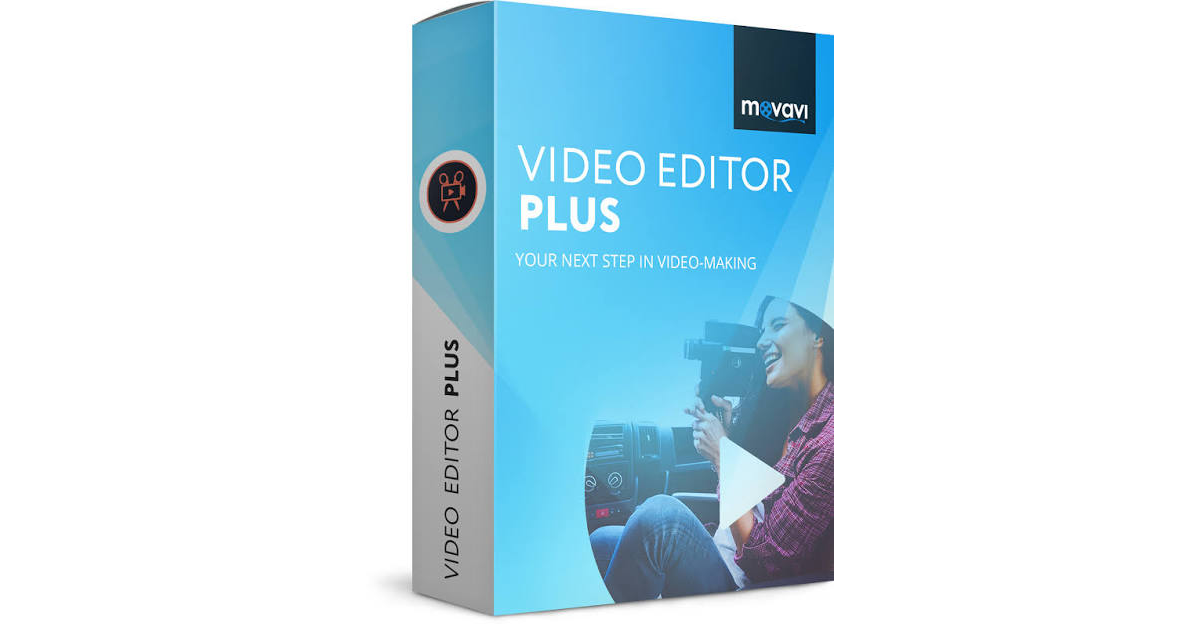 movavi
VIDEO EDITOR
PLUS
YOUR NEXT STEP IN VIDEO-MAKING
VIDEO EDITOR PLUS